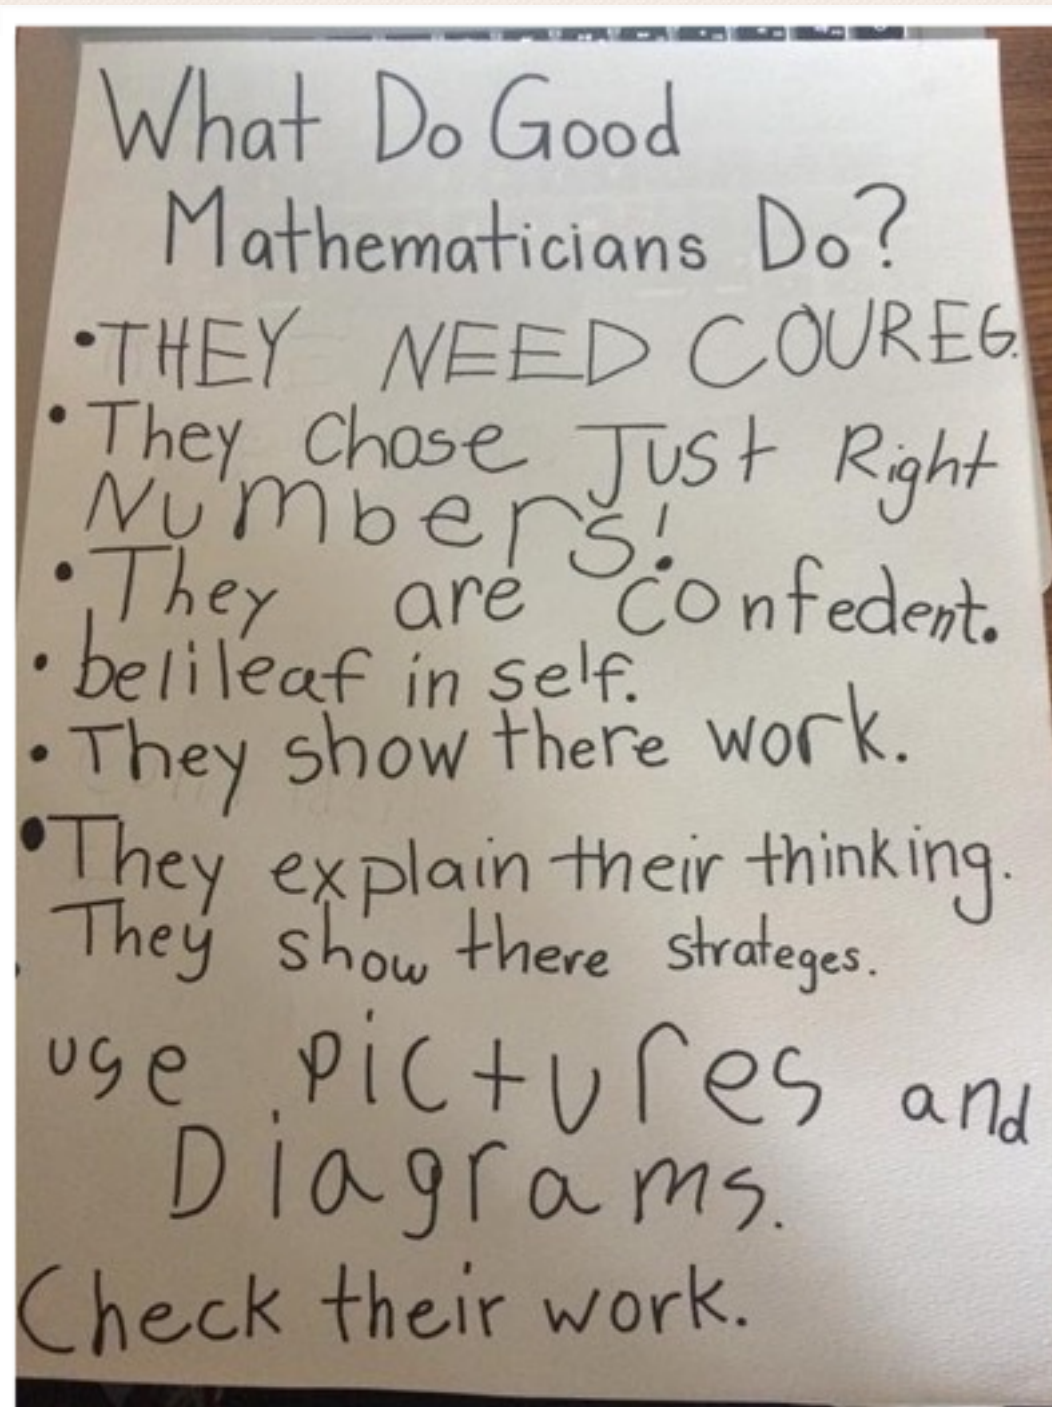 What Do Good
Mathematicians Do?
•THEY NEED COUREG.
•They chose Just Right
Numbers!
•They are confedent.
•belileaf in self.
•They show there work.
•They explain their thinking.
They show there strateges.
use pictures and
Diagrams.
Check their work.